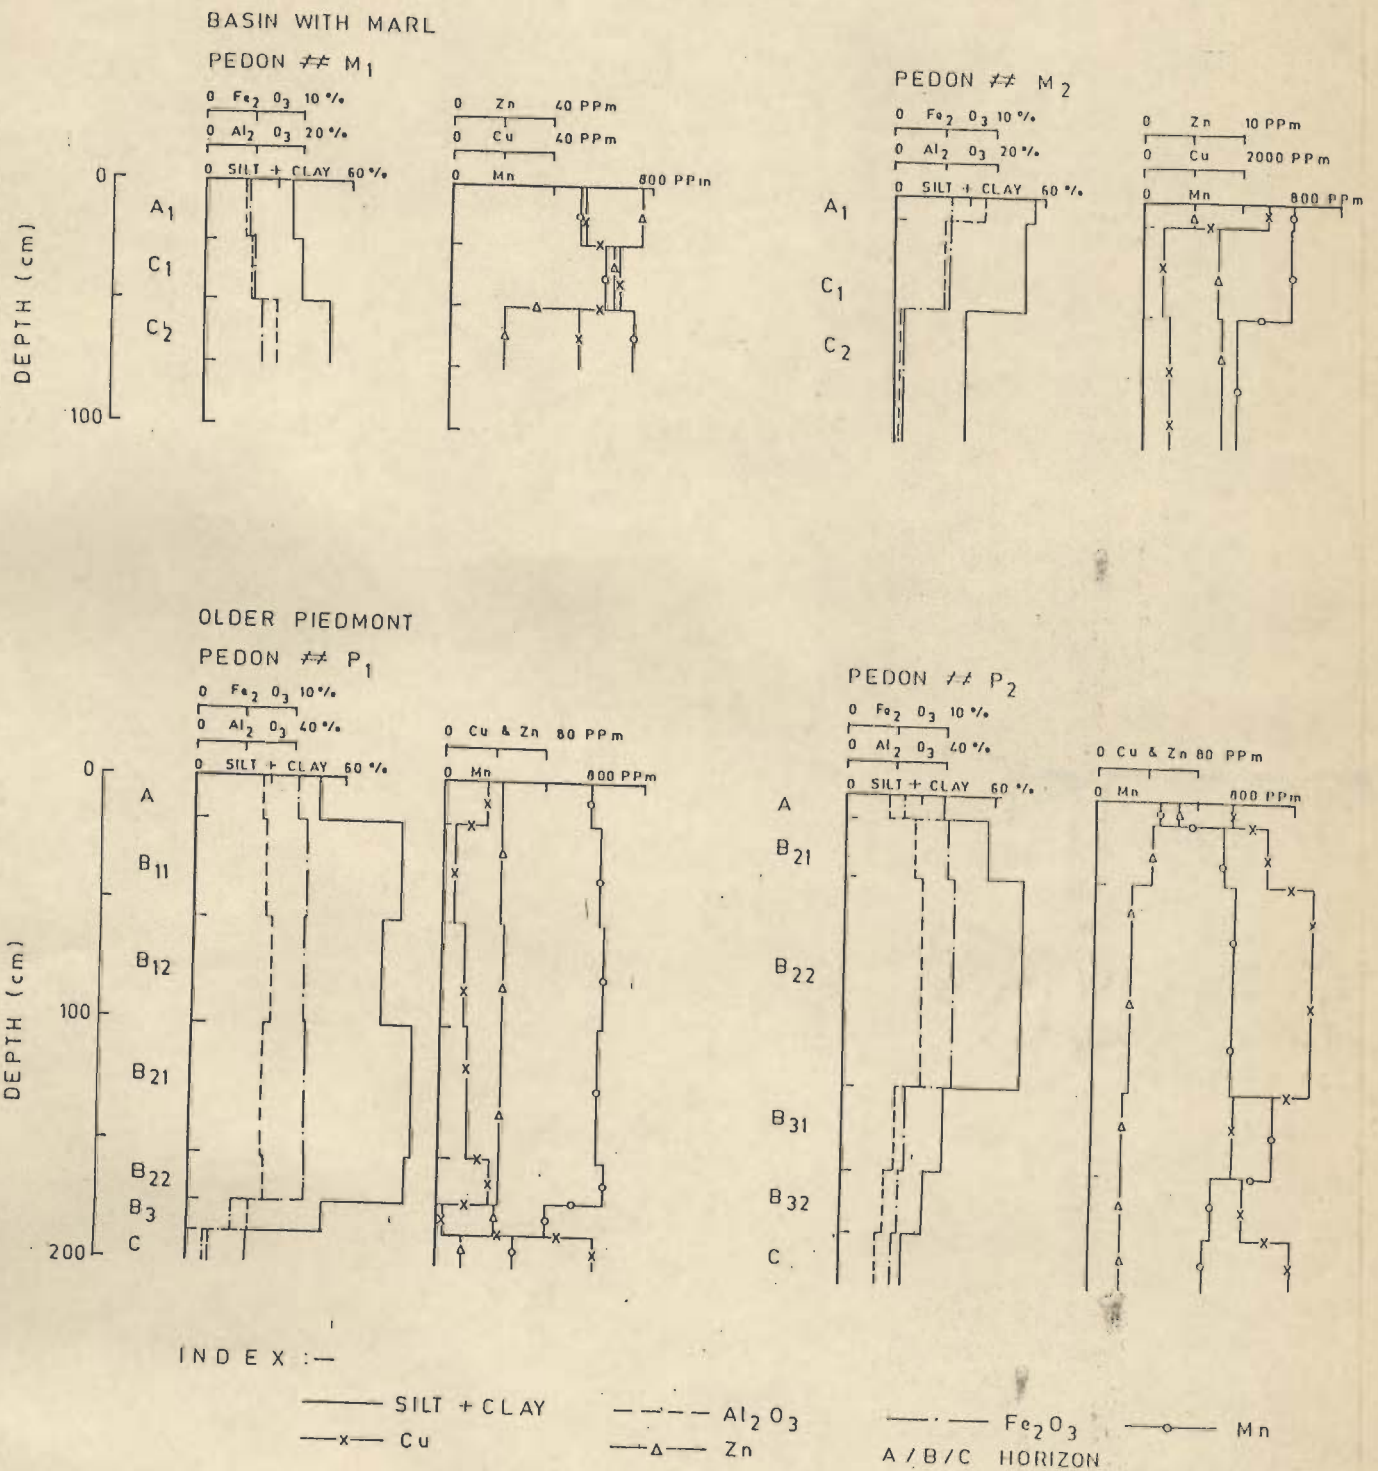 BASIN WITH MARL
PEDON ## M1
0 Fe2 O3 10 %
0 Al2 O3 20 %
0 SILT + CLAY 60 %
0 Zn 40 PPm
0 Cu 40 PPm
0 Mn 800 PPm
PEDON ## M2
0 Fe2 O3 10 %
0 Al2 O3 20 %
0 SILT + CLAY 60 %
0 Zn 10 PPm
0 Cu 2000 PPm
0 Mn 800 PPm
DEPTH (cm)
0
100
A1
C1
C2
A1
C1
C2
OLDER PIEDMONT
PEDON ## P1
0 Fe2 O3 10 %
0 Al2 O3 40 %
0 SILT + CLAY 60 %
0 Cu & Zn 80 PPm
0 Mn 800 PPm
PEDON ## P2
0 Fe2 O3 10 %
0 Al2 O3 40 %
0 SILT + CLAY 60 %
0 Cu & Zn 80 PPm
0 Mn 800 PPm
DEPTH (cm)
0
100
200
A
B11
B12
B21
B22
B3
C
A
B21
B22
B31
B32
C
INDEX :-
SILT + CLAY
Al2O3
Fe2O3
Mn
Cu
Zn
A / B / C HORIZON